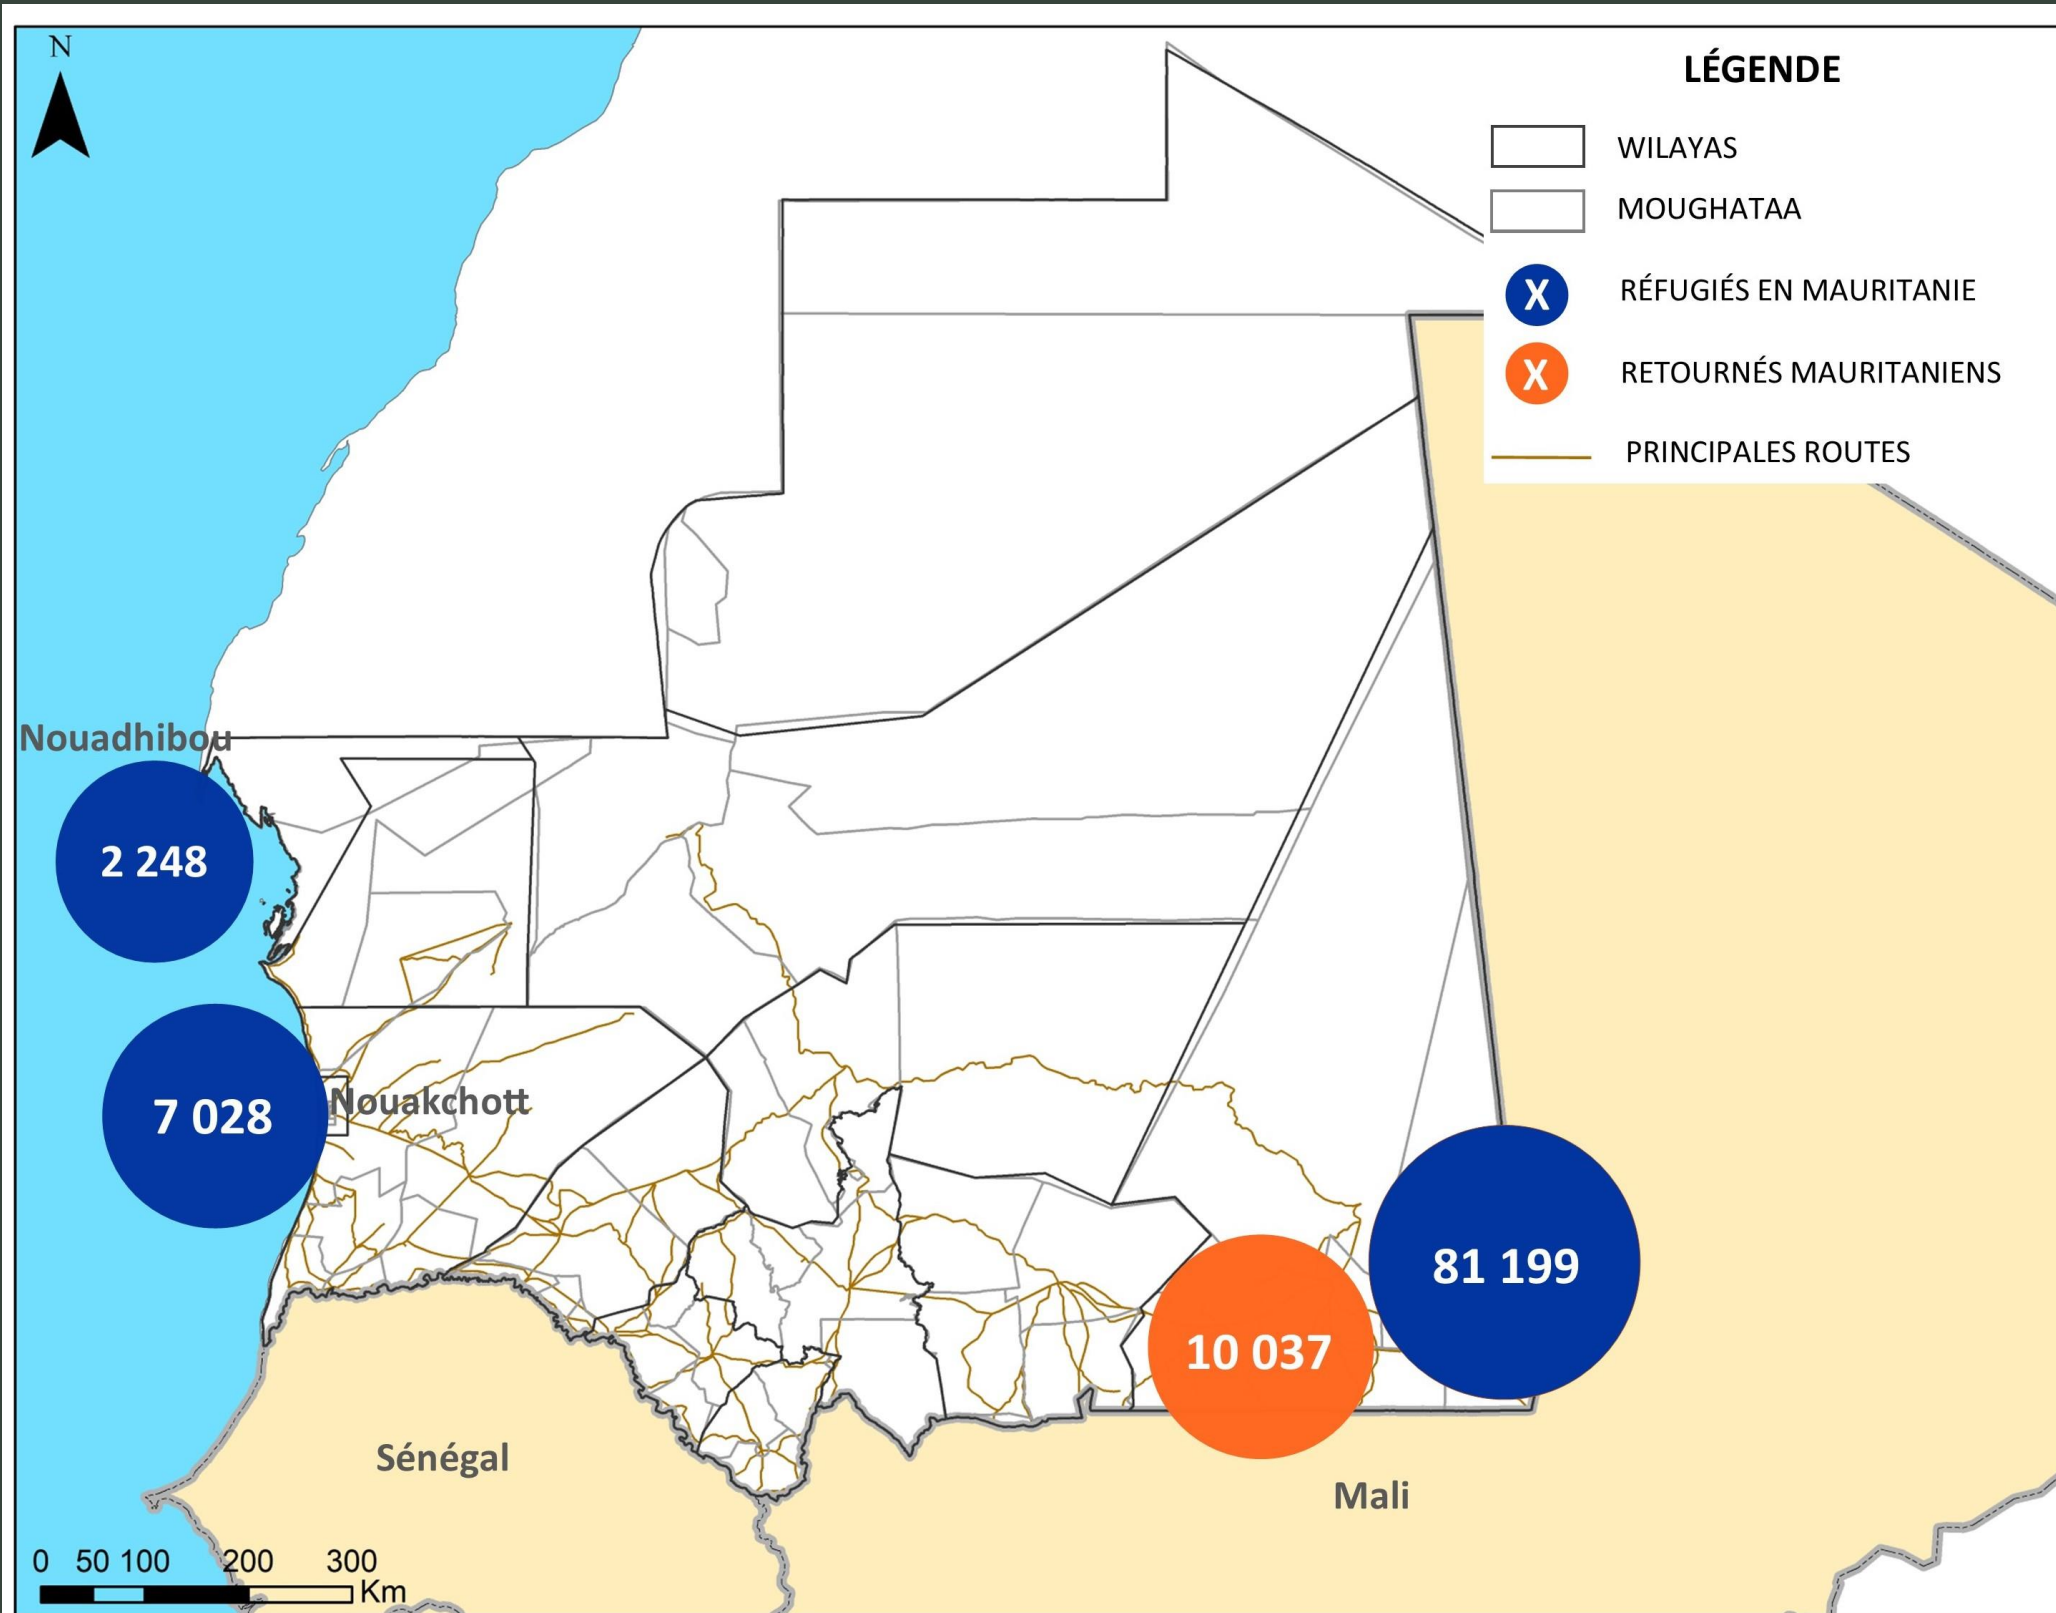 N
LÉGENDE
WILAYAS
MOUGHATAA
X RÉFUGIÉS EN MAURITANIE
X RETOURNÉS MAURITANIENS
PRINCIPALES ROUTES
Nouadhibou
2 248
Nouakchott
7 028
81 199
10 037
Sénégal
Mali
0 50 100 200 300
Km